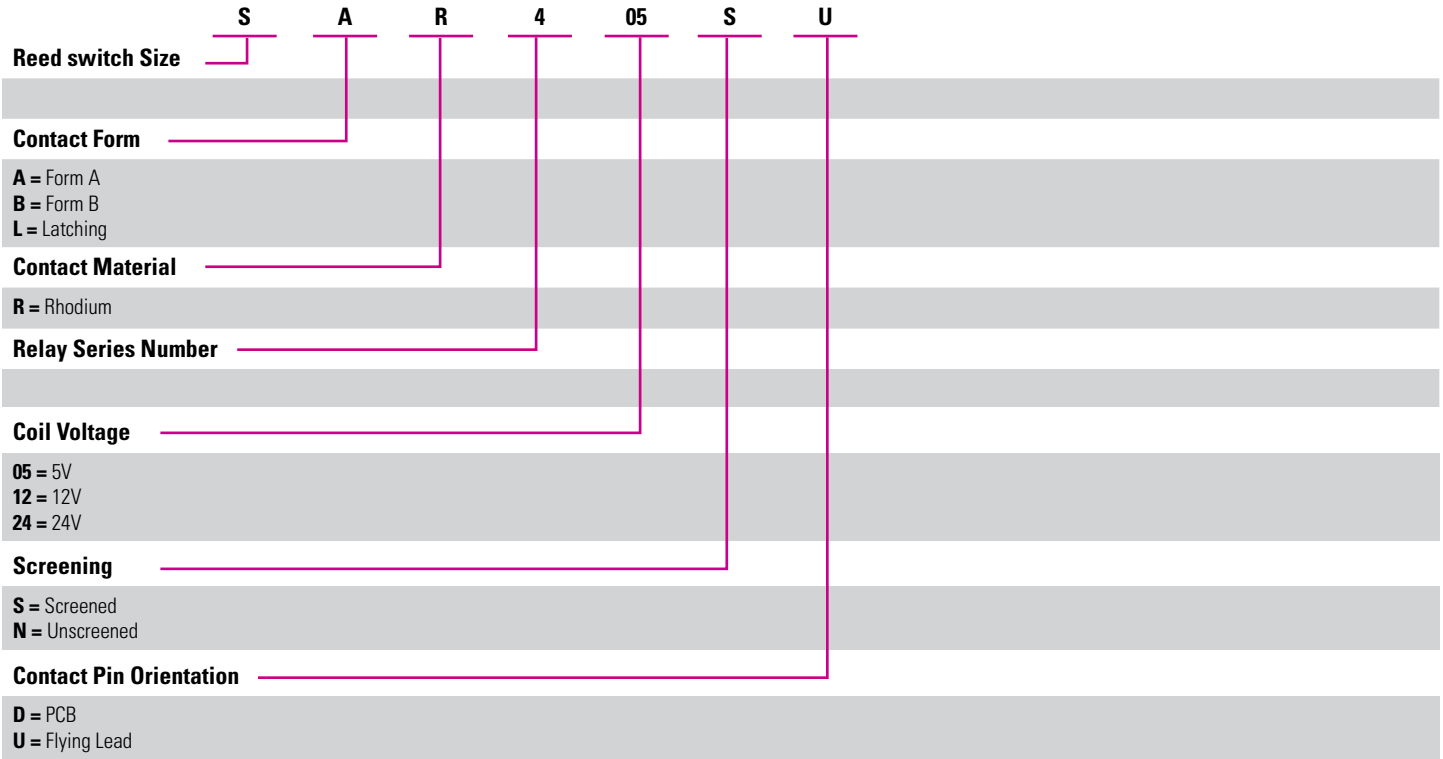 S A R 4 05 S U
Reed switch Size
Contact Form
A = Form A
B = Form B
L = Latching
Contact Material
R = Rhodium
Relay Series Number
Coil Voltage
05 = 5V
12 = 12V
24 = 24V
Screening
S = Screened
N = Unscreened
Contact Pin Orientation
D = PCB
U = Flying Lead